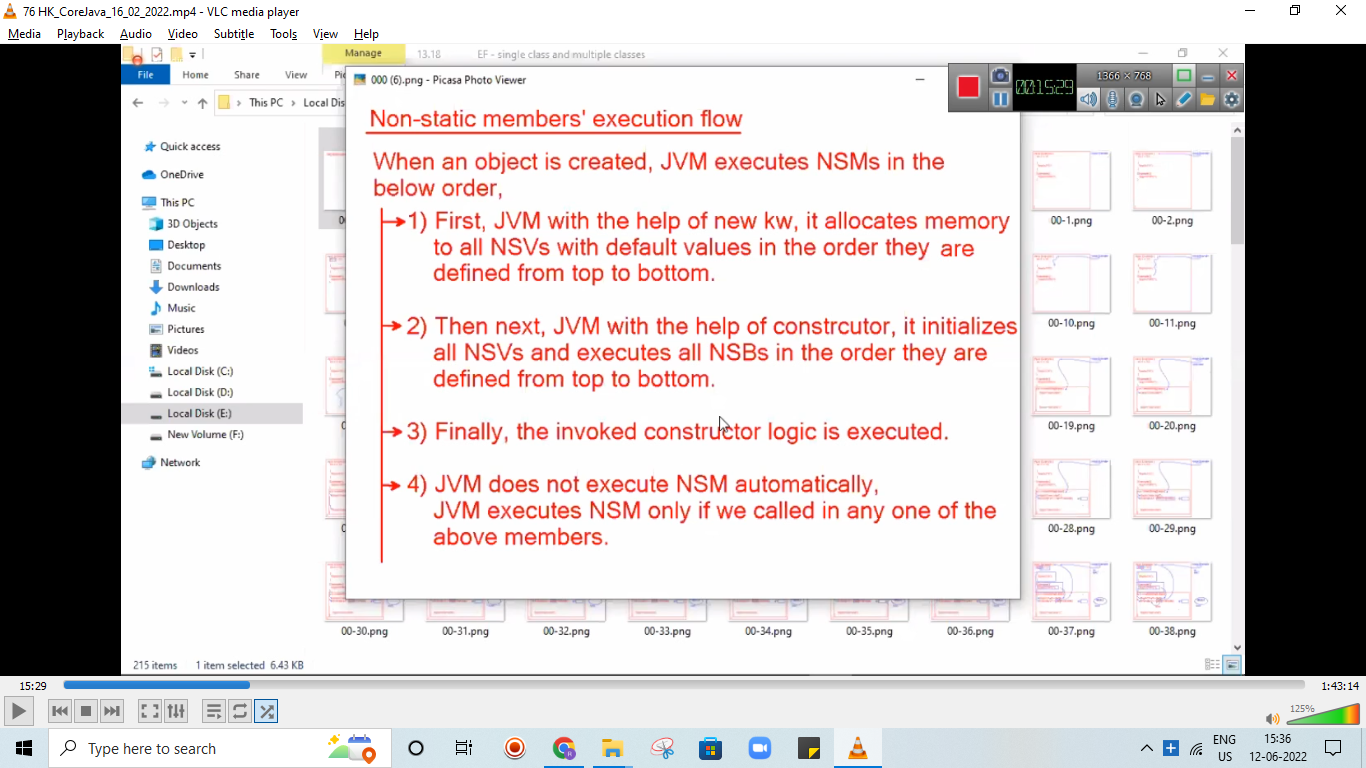 76 HK_CoreJava_16_02_2022.mp4 - VLC media player
Media Playback Audio Video Subtitle Tools View Help
Manage 13.18 EF - single class and multiple classes
File Home Share View
This PC Local Dis
000 (6).png - Picasa Photo Viewer
00:15:29 1366 × 768
Quick access
OneDrive
This PC
3D Objects
Desktop
Documents
Downloads
Music
Pictures
Videos
Local Disk (C:)
Local Disk (D:)
Local Disk (E:)
New Volume (F:)
Network
Non-static members' execution flow
When an object is created, JVM executes NSMs in the
below order,
1) First, JVM with the help of new kw, it allocates memory
to all NSVs with default values in the order they are
defined from top to bottom.
2) Then next, JVM with the help of constrcutor, it initializes
all NSVs and executes all NSBs in the order they are
defined from top to bottom.
3) Finally, the invoked constructor logic is executed.
4) JVM does not execute NSM automatically,
JVM executes NSM only if we called in any one of the
above members.
00-1.png 00-2.png
00-10.png 00-11.png
00-19.png 00-20.png
00-28.png 00-29.png
00-30.png 00-31.png 00-32.png 00-33.png 00-34.png 00-35.png 00-36.png 00-37.png 00-38.png
215 items 1 item selected 6.43 KB
15:29 1:43:14
125%
Type here to search
ENG
US
15:36
12-06-2022